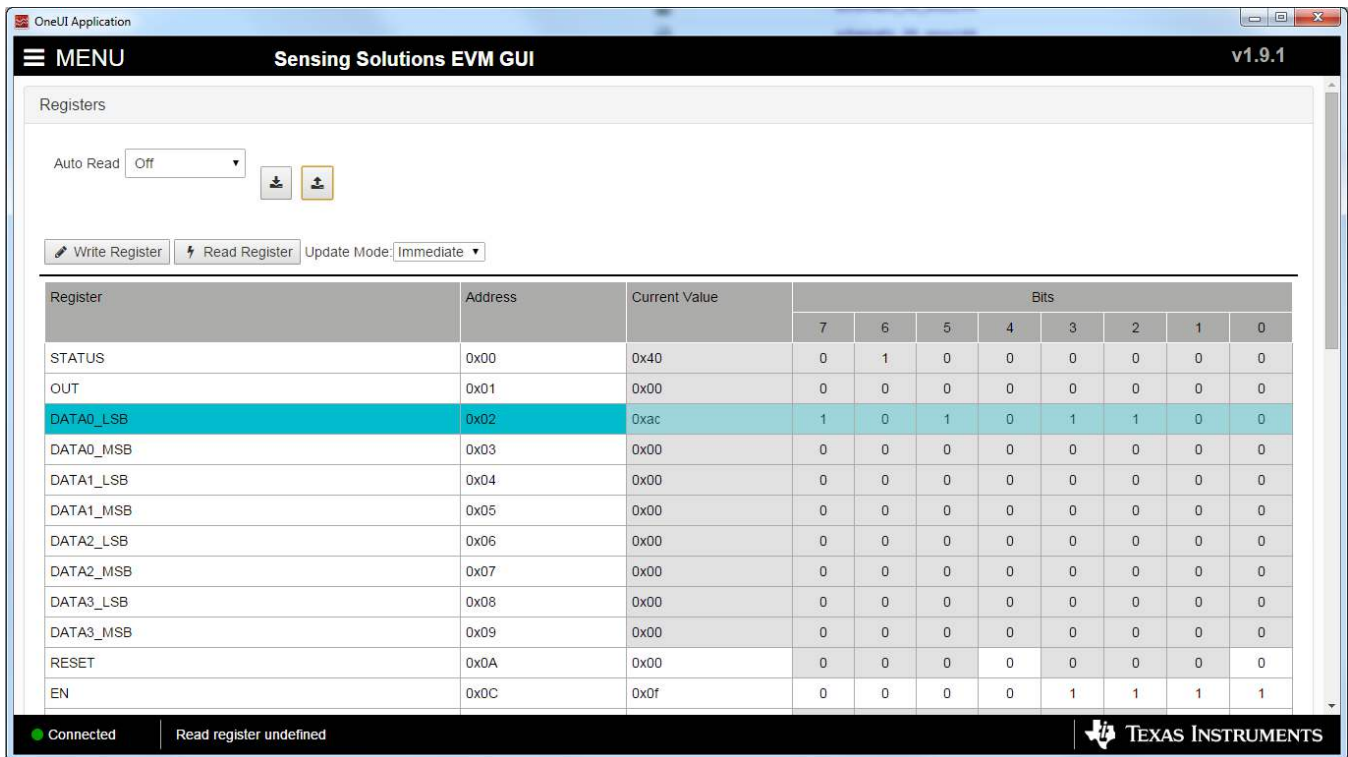 OneUI Application
MENU Sensing Solutions EVM GUI v1.9.1
Registers
Auto Read Off
Write Register Read Register Update Mode: Immediate
Register Address Current Value Bits
7 6 5 4 3 2 1 0
STATUS 0x00 0x40 0 1 0 0 0 0 0 0
OUT 0x01 0x00 0 0 0 0 0 0 0 0
DATA0_LSB 0x02 0xac 1 0 1 0 1 1 0 0
DATA0_MSB 0x03 0x00 0 0 0 0 0 0 0 0
DATA1_LSB 0x04 0x00 0 0 0 0 0 0 0 0
DATA1_MSB 0x05 0x00 0 0 0 0 0 0 0 0
DATA2_LSB 0x06 0x00 0 0 0 0 0 0 0 0
DATA2_MSB 0x07 0x00 0 0 0 0 0 0 0 0
DATA3_LSB 0x08 0x00 0 0 0 0 0 0 0 0
DATA3_MSB 0x09 0x00 0 0 0 0 0 0 0 0
RESET 0x0A 0x00 0 0 0 0 0 0 0 0
EN 0x0C 0x0f 0 0 0 0 1 1 1 1
Connected Read register undefined TEXAS INSTRUMENTS